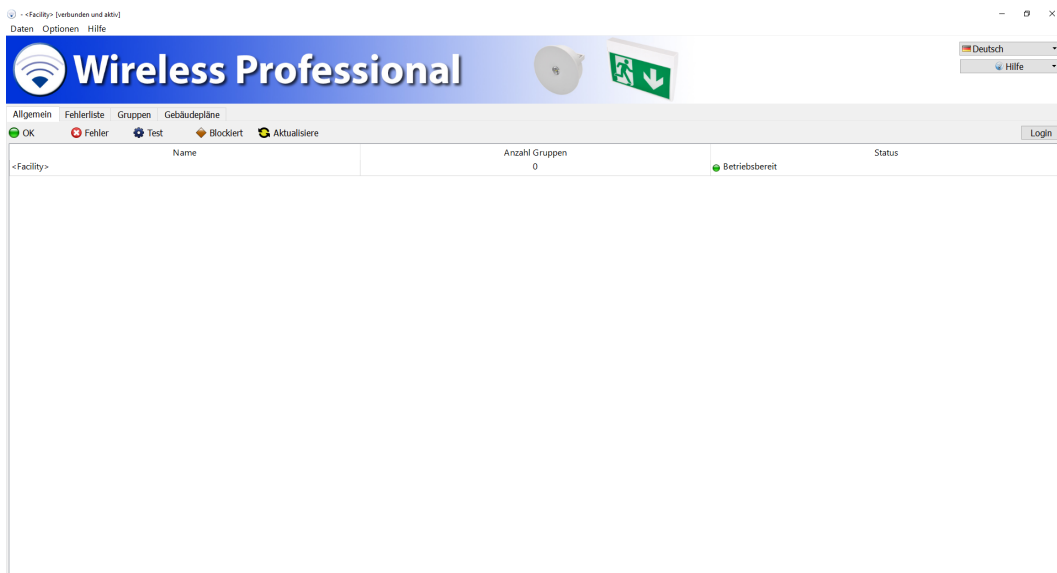 - <Facility> [verbunden und aktiv]
Daten Optionen Hilfe
Wireless Professional
Deutsch
Hilfe
Allgemein Fehlerliste Gruppen Gebäudepläne
OK Fehler Test Blockiert Aktualisiere Login
Name Anzahl Gruppen Status
<Facility> 0 Betriebsbereit